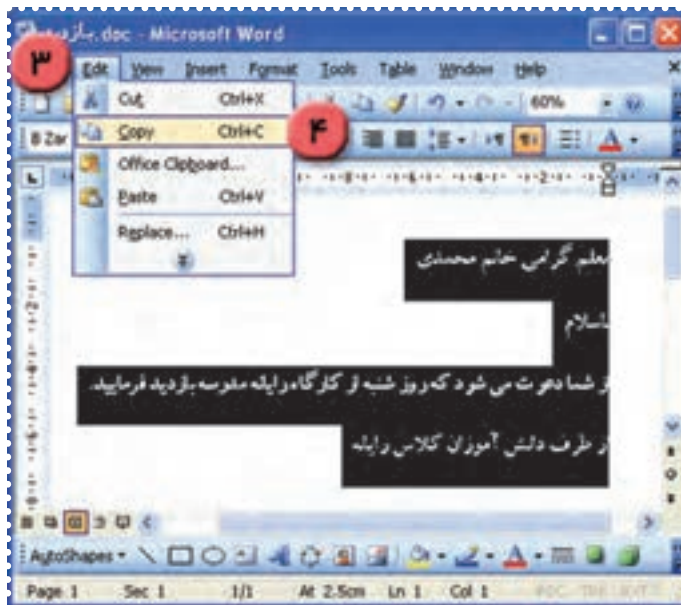 بازدید.doc - Microsoft Word
۳
Edit View Insert Format Tools Table Window Help
Cut Ctrl+X
60%
B Zar
Copy Ctrl+C
۴
Office Clipboard...
Paste Ctrl+V
Replace... Ctrl+H
معلم گرامی خانم محمدی
باسلام
از شما دعوت می شود که روز شنبه از کارگاه رایانه مدرسه بازدید فرمایید.
از طرف دانش آموزان کلاس رایانه
AutoShapes
Page 1 Sec 1 1/1 At 2.5cm Ln 1 Col 1